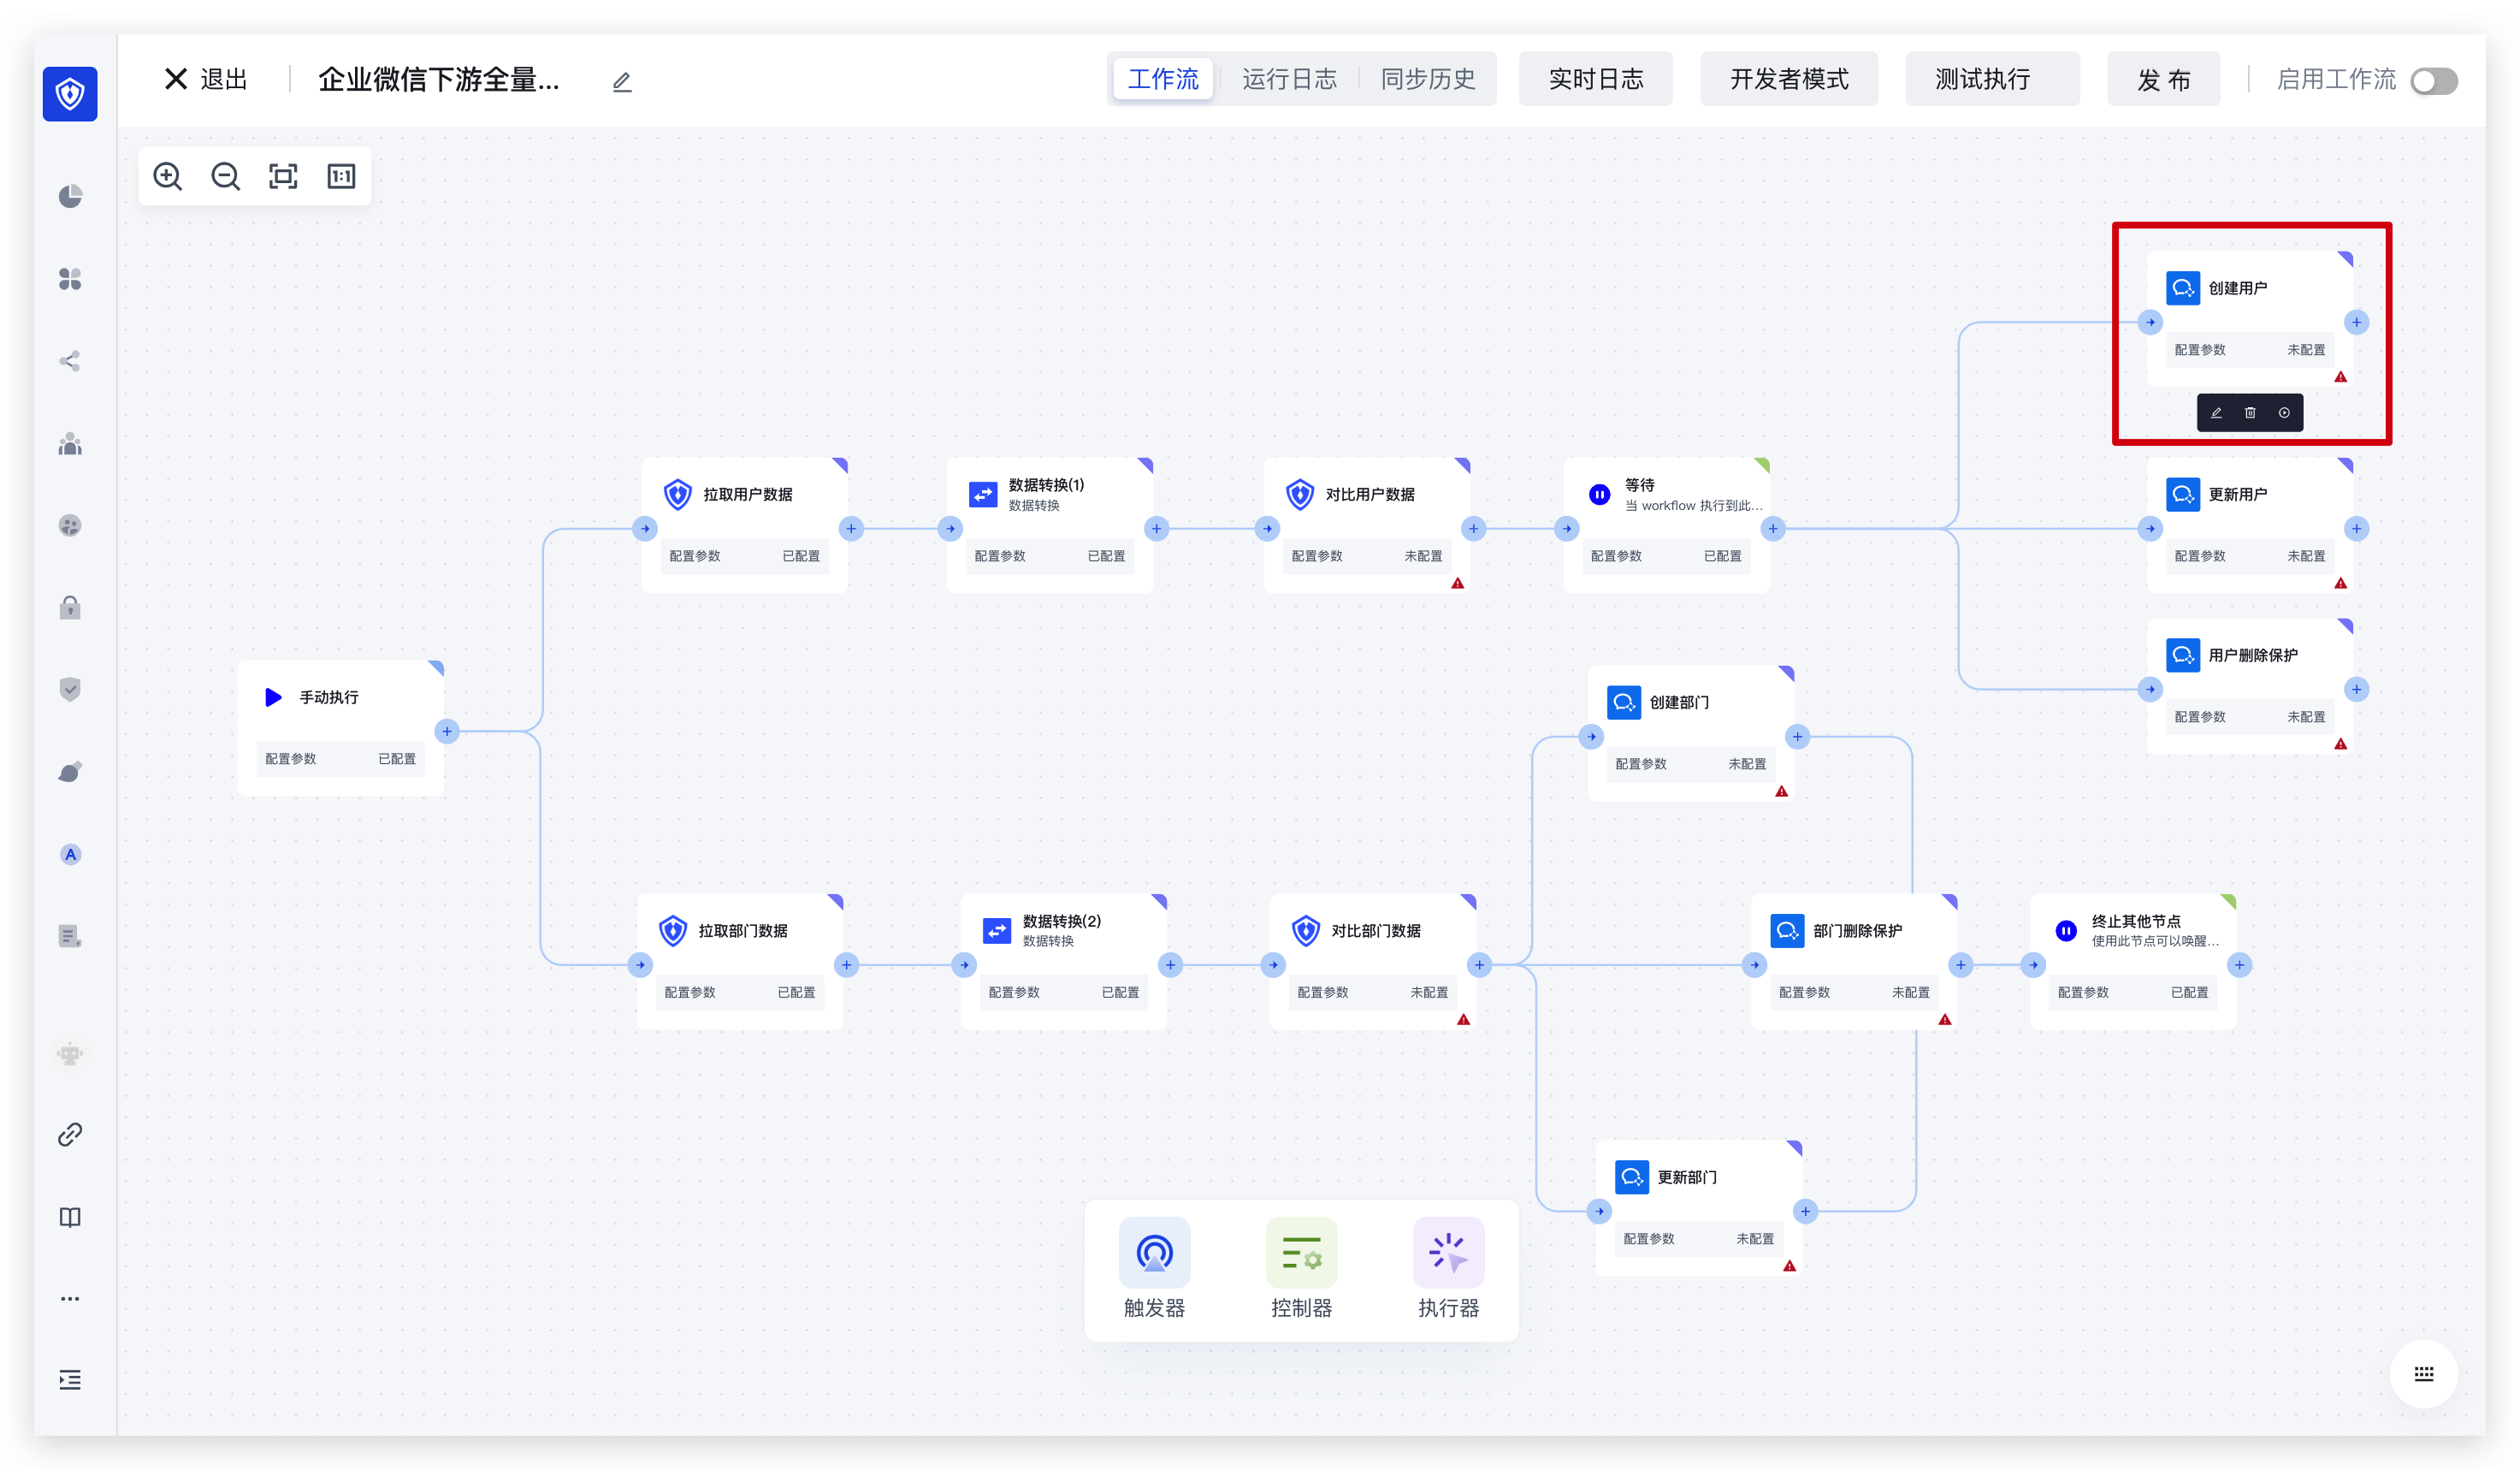 退出
企业微信下游全量...
工作流
运行日志
同步历史
实时日志
开发者模式
测试执行
发 布
启用工作流
1:1
创建用户
配置参数 未配置
拉取用户数据
配置参数 已配置
数据转换(1)
数据转换
配置参数 已配置
对比用户数据
配置参数 未配置
等待
当 workflow 执行到此...
配置参数 已配置
更新用户
配置参数 未配置
用户删除保护
配置参数 未配置
手动执行
配置参数 已配置
创建部门
配置参数 未配置
拉取部门数据
配置参数 已配置
数据转换(2)
数据转换
配置参数 已配置
对比部门数据
配置参数 未配置
部门删除保护
配置参数 未配置
终止其他节点
使用此节点可以唤醒...
配置参数 已配置
更新部门
配置参数 未配置
触发器
控制器
执行器
A